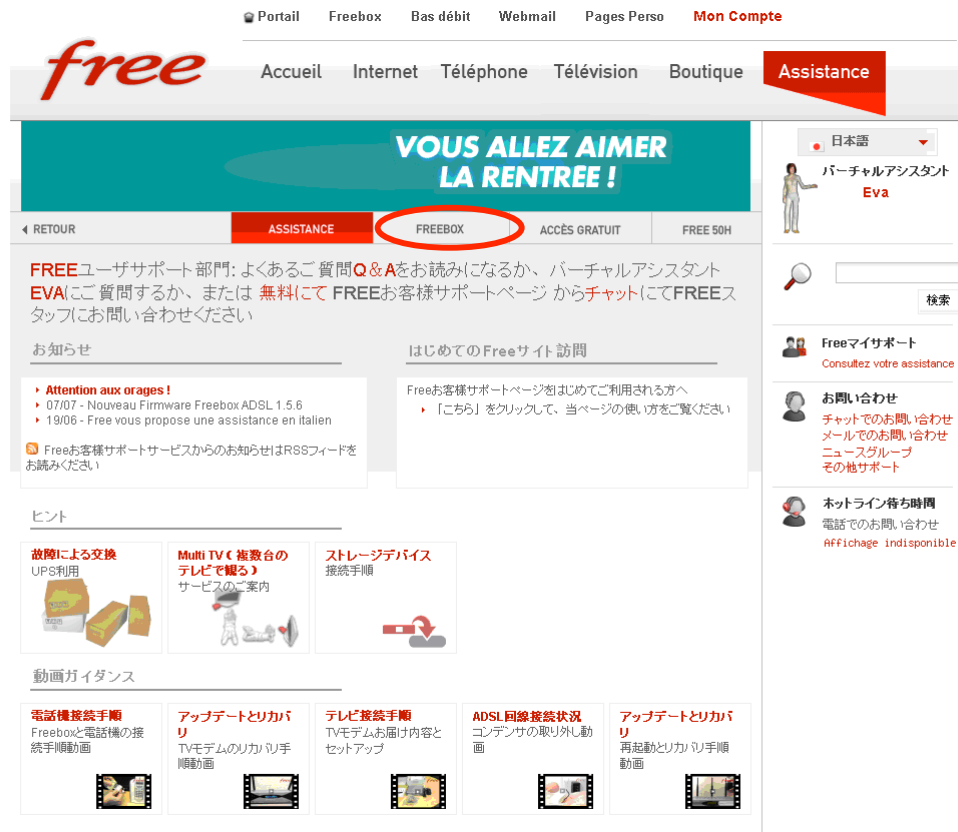 Portail Freebox Bas débit Webmail Pages Perso Mon Compte
free
Accueil Internet Téléphone Télévision Boutique Assistance
VOUS ALLEZ AIMER
LA RENTRÉE !
RETOUR ASSISTANCE FREEBOX ACCÈS GRATUIT FREE 50H
FREEユーザサポート部門: よくあるご質問Q&Aをお読みになるか、バーチャルアシスタント
EVAにご質問するか、または 無料にて FREEお客様サポートページ からチャットにてFREEス
タッフにお問い合わせください
お知らせ
Attention aux orages !
07/07 - Nouveau Firmware Freebox ADSL 1.5.6
19/06 - Free vous propose une assistance en italien
Freeお客様サポートサービスからのお知らせはRSSフィードを
お読みください
はじめてのFreeサイト訪問
Freeお客様サポートページをはじめてご利用される方へ
「こちら」をクリックして、当ページの使い方をご覧ください
ヒント
故障による交換
UPS利用
Multi TV ( 複数台の
テレビで観る )
サービスのご案内
ストレージデバイス
接続手順
動画ガイダンス
電話機接続手順
Freeboxと電話機の接
続手順動画
アップデートとリカバ
リ
TVモデムのリカバリ手
順動画
テレビ接続手順
TVモデムお届け内容と
セットアップ
ADSL回線接続状況
コンデンサの取り外し動
画
アップデートとリカバ
リ
再起動とリカバリ手順
動画
日本語
バーチャルアシスタント
Eva
検索
Freeマイサポート
Consultez votre assistance
お問い合わせ
チャットでのお問い合わせ
メールでのお問い合わせ
ニュースグループ
その他サポート
ホットライン待ち時間
電話でのお問い合わせ
Affichage indisponible